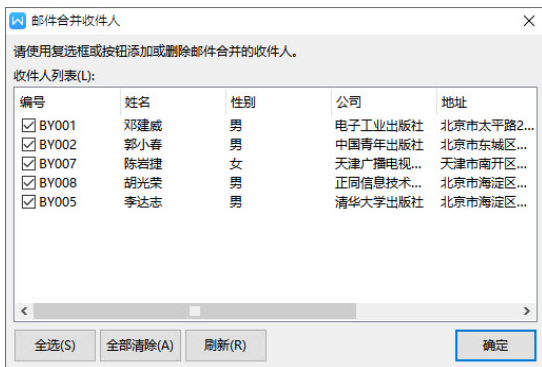 邮件合并收件人
请使用复选框或按钮添加或删除邮件合并的收件人。
收件人列表(L):
编号 姓名 性别 公司 地址
BY001 邓建威 男 电子工业出版社 北京市太平路2...
BY002 郭小春 男 中国青年出版社 北京市东城区...
BY007 陈岩捷 女 天津广播电视... 天津市南开区...
BY008 胡光荣 男 正同信息技术... 北京市海淀区...
BY005 李达志 男 清华大学出版社 北京市海淀区...
全选(S) 全部清除(A) 刷新(R) 确定